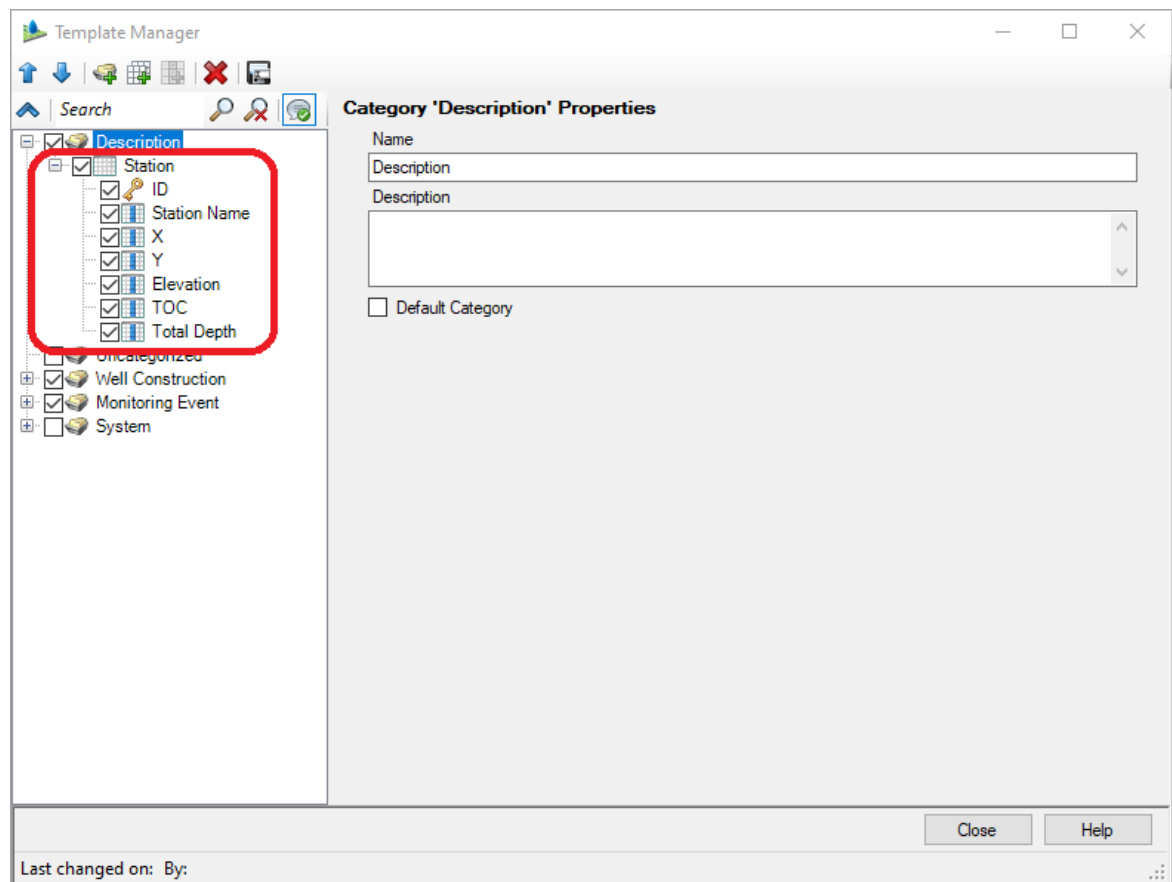 Template Manager
Search
Category 'Description' Properties
Description
Name
Station
Description
ID
Description
Station Name
X
Y
Elevation
TOC
Default Category
Total Depth
Uncategorized
Well Construction
Monitoring Event
System
Close
Help
Last changed on: By: